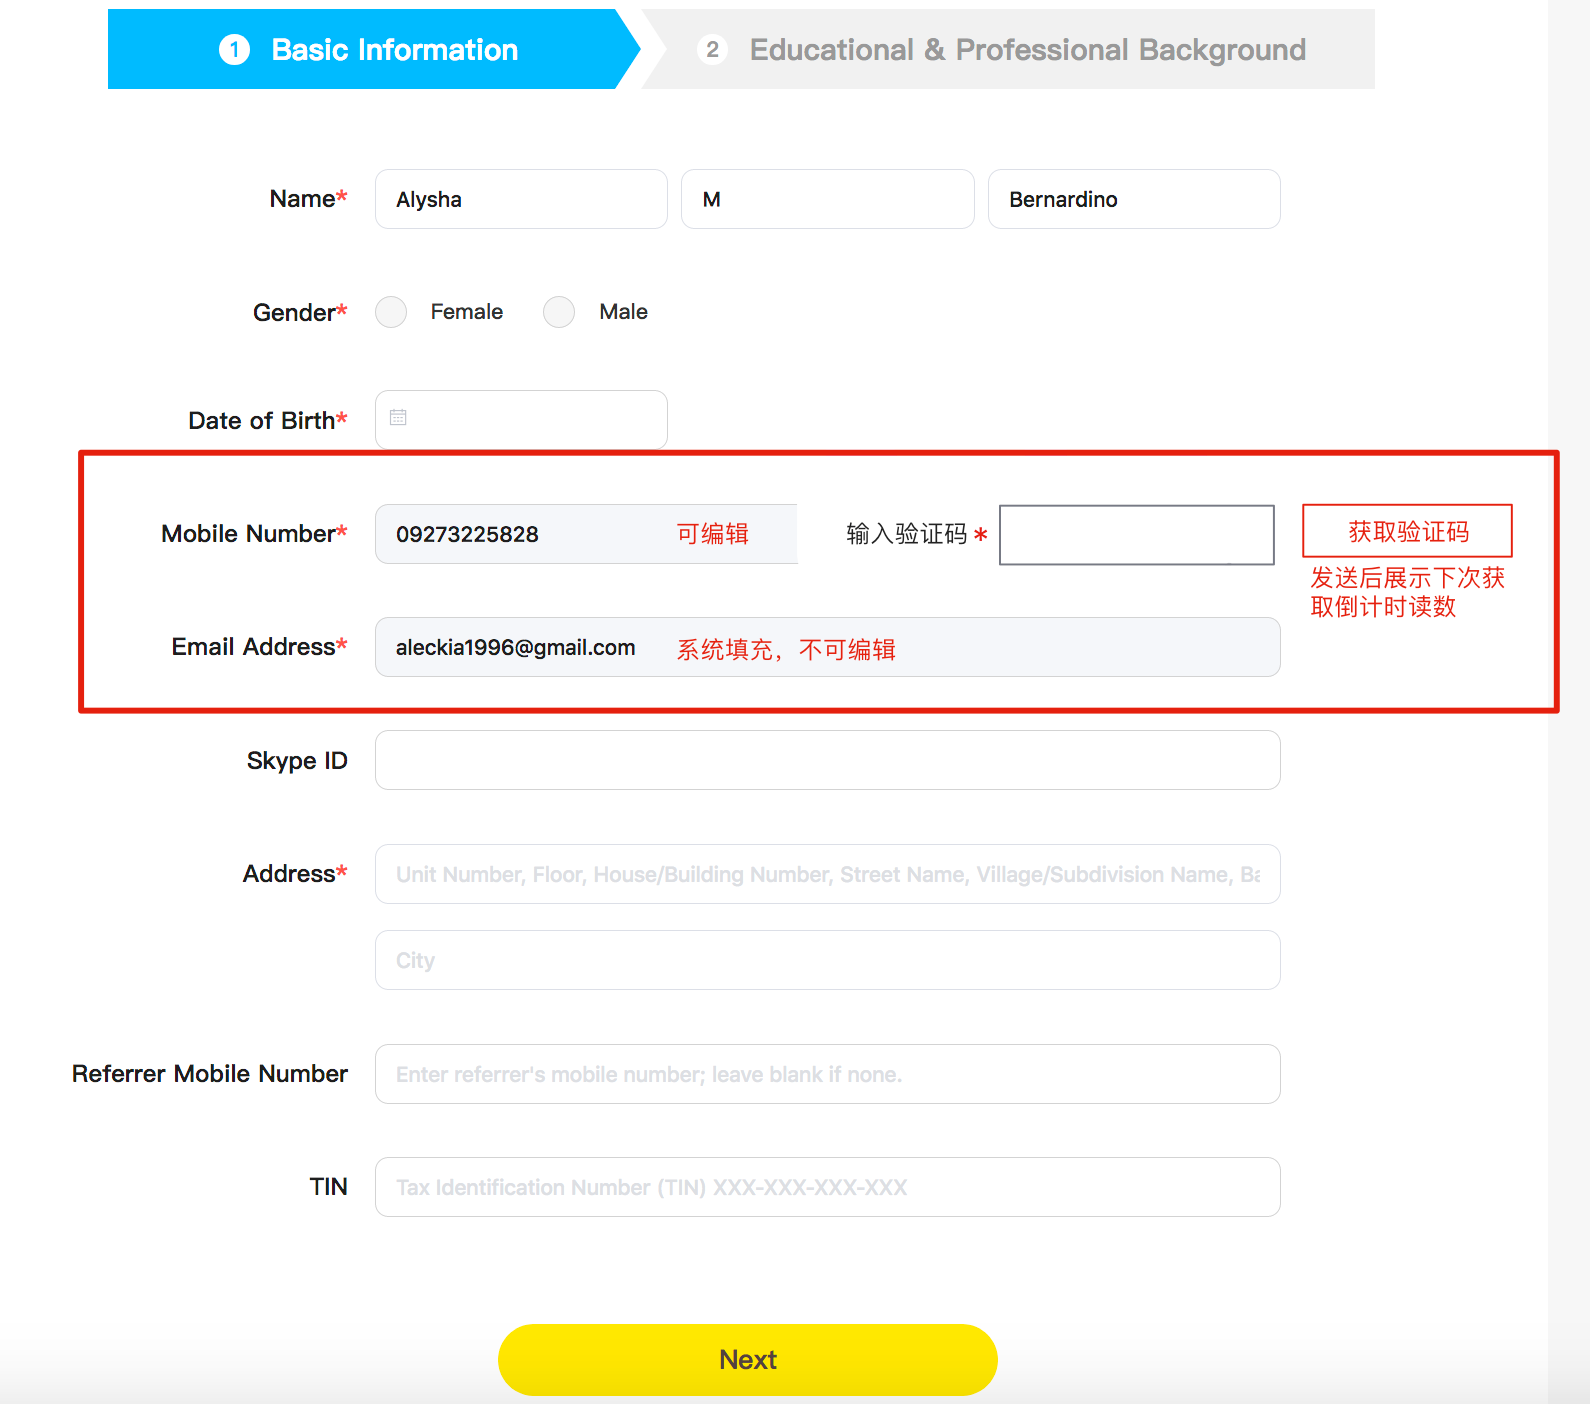 1 Basic Information
2 Educational & Professional Background
Name* Alysha M Bernardino
Gender* Female Male
Date of Birth*
Mobile Number* 09273225828 可编辑 输入验证码* 获取验证码
发送后展示下次获
取倒计时读数
Email Address* aleckia1996@gmail.com 系统填充，不可编辑
Skype ID
Address* Unit Number, Floor, House/Building Number, Street Name, Village/Subdivision Name, Ba
City
Referrer Mobile Number Enter referrer's mobile number; leave blank if none.
TIN Tax Identification Number (TIN) XXX-XXX-XXX-XXX
Next